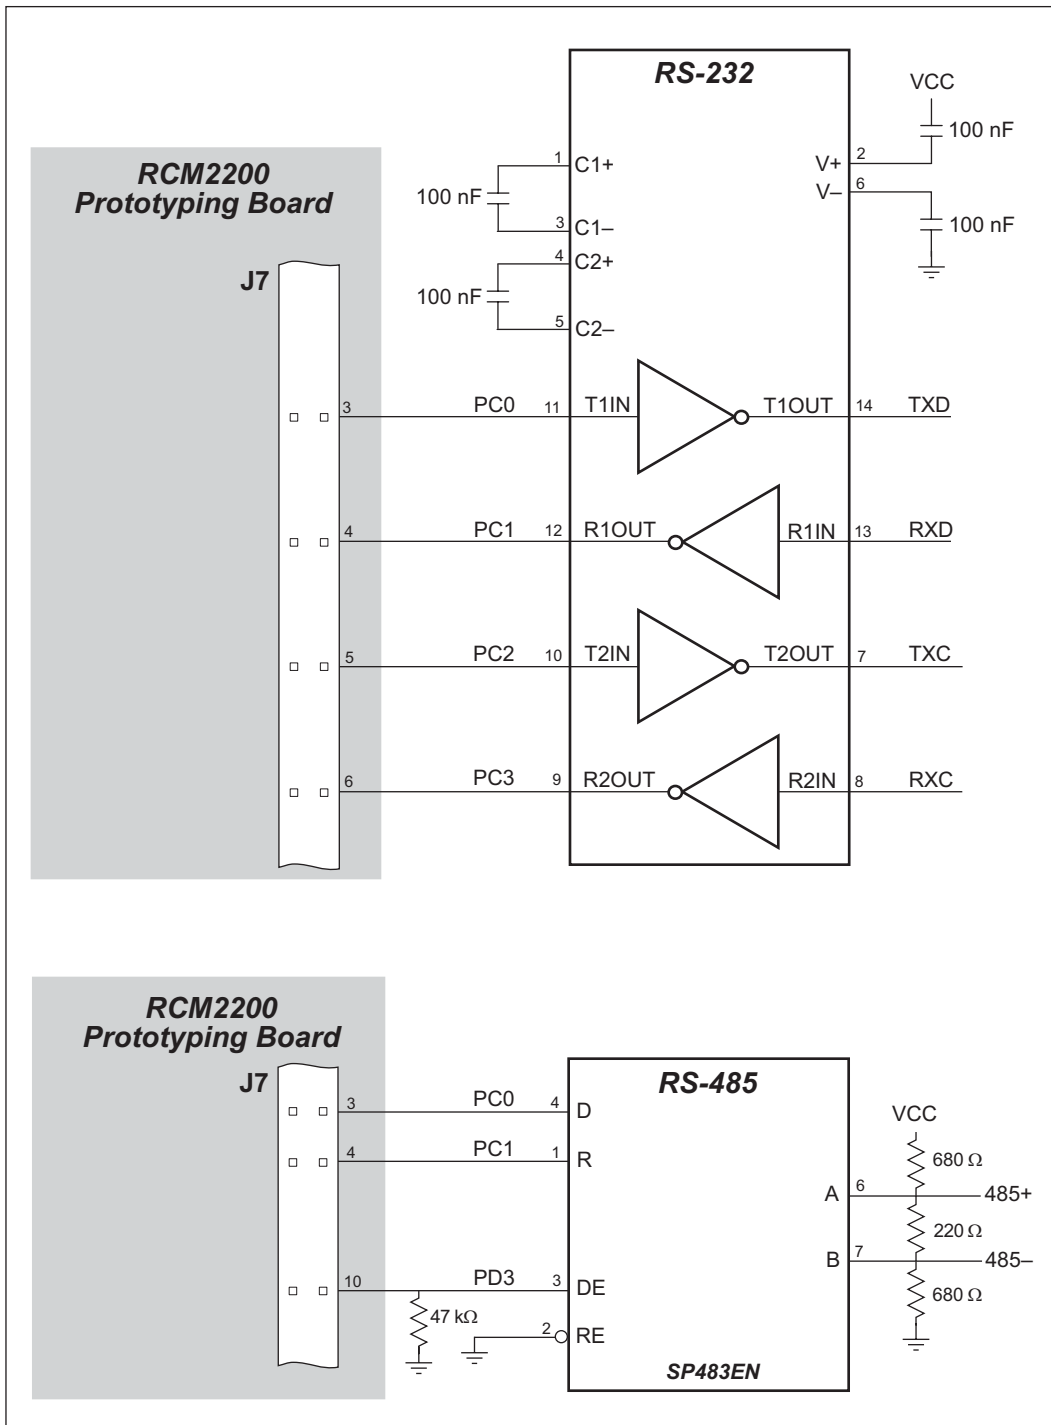 RS-232
VCC
100 nF
RCM2200
Prototyping Board
1 C1+
V+ 2
V– 6
100 nF
3 C1–
100 nF
4 C2+
J7
100 nF
5 C2–
3 PC0 11 T1IN T1OUT 14 TXD
4 PC1 12 R1OUT R1IN 13 RXD
5 PC2 10 T2IN T2OUT 7 TXC
6 PC3 9 R2OUT R2IN 8 RXC
RCM2200
Prototyping Board
J7
RS-485
3 PC0 4 D
VCC
4 PC1 1 R
680 Ω
A 6 485+
220 Ω
B 7 485–
10 PD3 3 DE
680 Ω
47 kΩ
2 RE
SP483EN